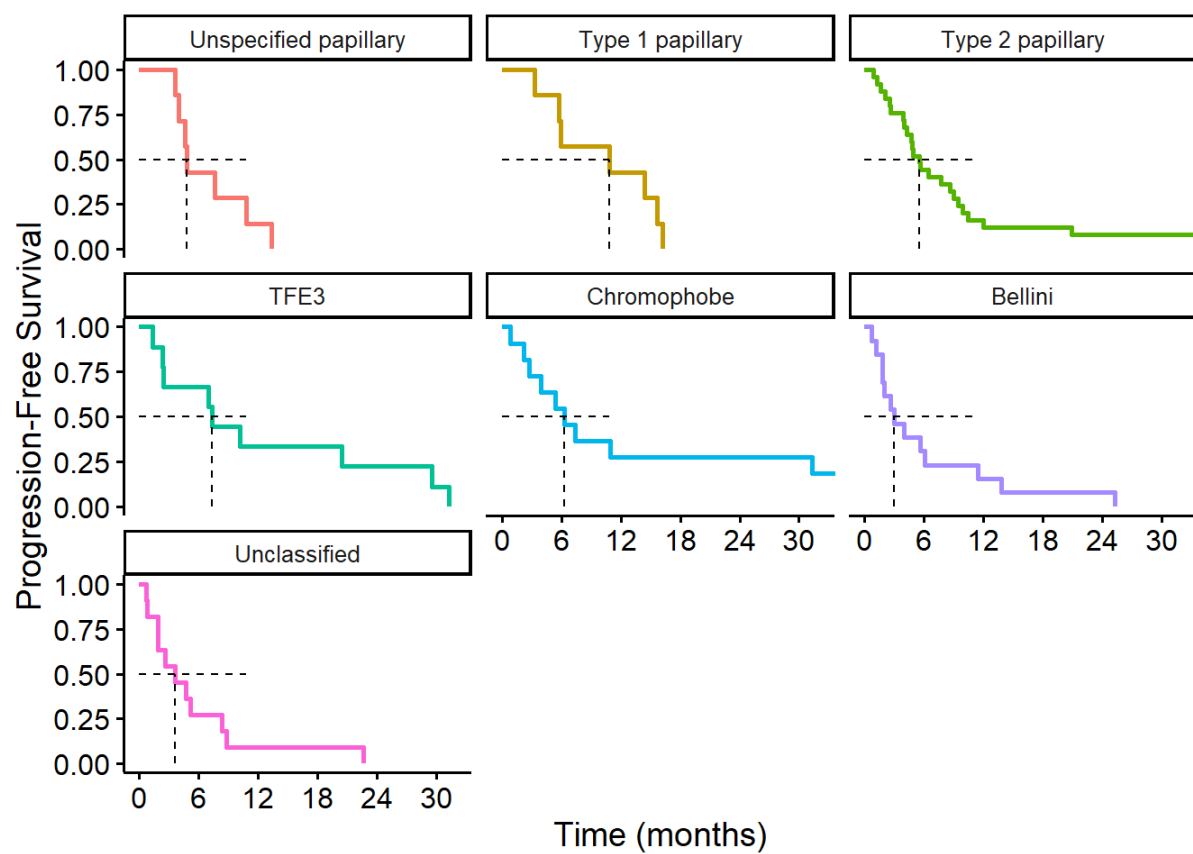 Unspecified papillary
Type 1 papillary
Type 2 papillary
1.00
0.75
0.50
0.25
0.00
TFE3
Chromophobe
Bellini
1.00
0.75
0.50
0.25
0.00
0 6 12 18 24 30
0 6 12 18 24 30
Unclassified
1.00
0.75
0.50
0.25
0.00
0 6 12 18 24 30
Progression-Free Survival
Time (months)